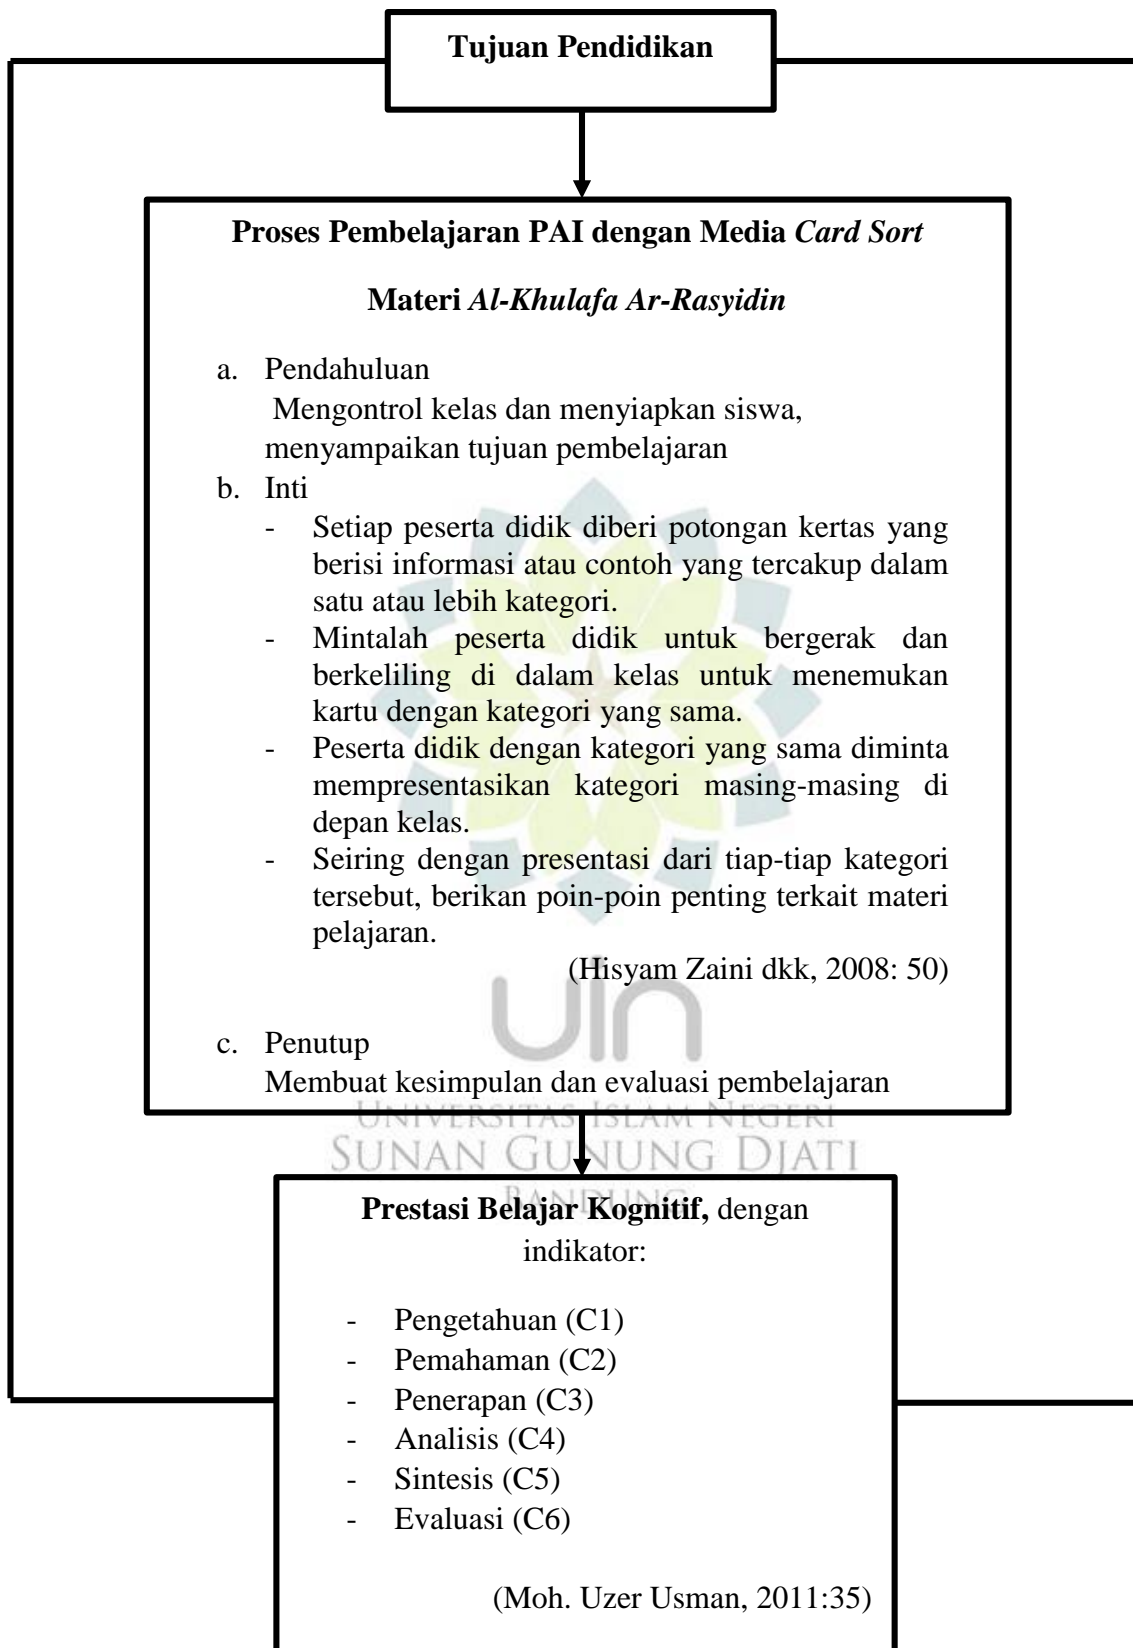 Tujuan Pendidikan
Proses Pembelajaran PAI dengan Media Card Sort
Materi Al-Khulafa Ar-Rasyidin
a. Pendahuluan
Mengontrol kelas dan menyiapkan siswa,
menyampaikan tujuan pembelajaran
b. Inti
- Setiap peserta didik diberi potongan kertas yang
berisi informasi atau contoh yang tercakup dalam
satu atau lebih kategori.
- Mintalah peserta didik untuk bergerak dan
berkeliling di dalam kelas untuk menemukan
kartu dengan kategori yang sama.
- Peserta didik dengan kategori yang sama diminta
mempresentasikan kategori masing-masing di
depan kelas.
- Seiring dengan presentasi dari tiap-tiap kategori
tersebut, berikan poin-poin penting terkait materi
pelajaran.
(Hisyam Zaini dkk, 2008: 50)
uin
c. Penutup
Membuat kesimpulan dan evaluasi pembelajaran
UNIVERSITAS ISLAM NEGERI
SUNAN GUNUNG DJATI
BANDUNG
Prestasi Belajar Kognitif, dengan
indikator:
- Pengetahuan (C1)
- Pemahaman (C2)
- Penerapan (C3)
- Analisis (C4)
- Sintesis (C5)
- Evaluasi (C6)
(Moh. Uzer Usman, 2011:35)